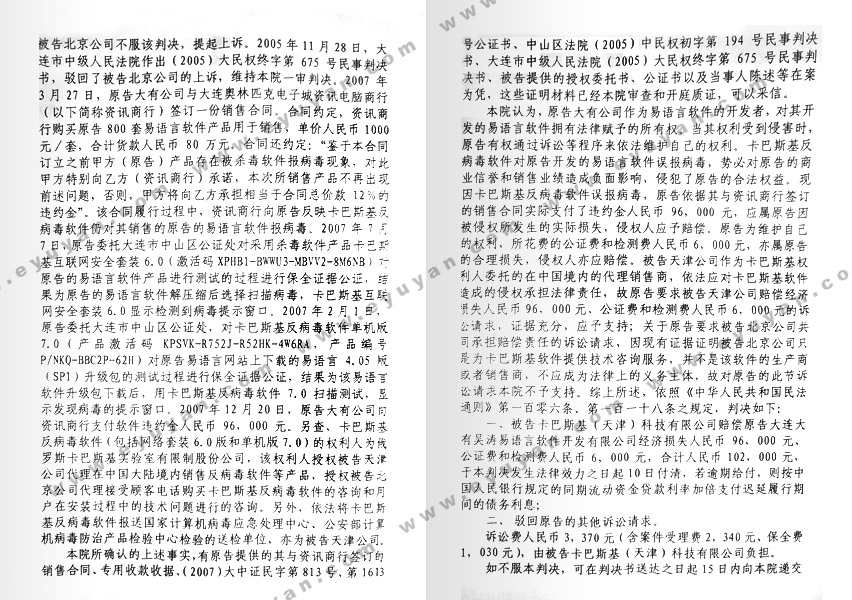 被告北京公司不服该判决，提起上诉。2005年11月28日，大
连市中级人民法院作出（2005）大民权终字第 675 号民事判决
书，驳回了被告北京公司的上诉，维持本院一审判决。2007 年
3月27日，原告大有公司与大连奥林匹克电子城资讯电脑商行
（以下简称资讯商行）签订一份销售合同，合同约定，资讯商
行购买原告 800 套易语言软件产品用于销售，单价人民币 1000
元／套，合计货款人民币 80 万元。合同还约定：“鉴于本合同
订立之前甲方（原告）产品存在被杀毒软件报病毒现象，对此
甲方特别向乙方（资讯商行）承诺，本次所销售产品不再出现
前述问题，否则，甲方将向乙方承担相当于合同总价款 12%的
违约金”。该合同履行过程中，资讯商行向原告反映卡巴斯基反
病毒软件仍对其销售的原告的易语言软件报病毒。2007 年 7 月
7日，原告委托大连市中山区公证处对采用杀毒软件产品卡巴斯
基互联网安全套装 6.0（激活码 XPHB1-BWWU3-MBVV2-8M6NB）对
原告的易语言软件产品进行测试的过程进行保全证据公证，结
果为原告的易语言软件解压缩后选择扫描病毒，卡巴斯基互联
网安全套装 6.0 显示检测到病毒提示窗口。2007年2月1日，
原告委托大连市中山区公证处，对卡巴斯基反病毒软件单机版
7.0（产品激活码 KPSVK-R752J-R52HK-4W6RA，产品编号
P/NKQ-BBC2P-62H）对原告易语言网站上下载的易语言 4.05 版
（SP1）升级包的测试过程进行保全证据公证，结果为该易语言
软件升级包下载后，用卡巴斯基反病毒软件 7.0 扫描测试，显
示发现病毒的提示窗口。2007年12月20日，原告大有公司向
资讯商行支付软件违约金人民币 96，000 元。另查，卡巴斯基
反病毒软件（包括网络套装6.0版和单机版7.0）的权利人为俄
罗斯卡巴斯基实验室有限制股份公司，该权利人授权被告天津
公司代理在中国大陆境内销售反病毒软件等产品，授权被告北
京公司代理接受顾客电话购买卡巴斯基反病毒软件的咨询和用
户在安装过程中的技术问题进行的咨询。另外，依法将卡巴斯
基反病毒软件报送国家计算机病毒应急处理中心、公安部计算
机病毒防治产品检验中心检验的送检单位，亦为被告天津公司。
本院所确认的上述事实，有原告提供的其与资讯商行签订的
销售合同、专用收款收据、（2007）大中证民字第813号、第1613
号公证书、中山区法院（2005）中民权初字第 194 号民事判决
书、大连市中级人民法院（2005）大民权终字第 675 号民事判
决书、被告提供的授权委托书、公证书以及当事人陈述等在案
为凭，这些证明材料已经本院审查和开庭质证，可以采信。
本院认为，原告大有公司作为易语言软件的开发者，对其开
发的易语言软件拥有法律赋予的所有权。当其权利受到侵害时，
原告有权通过诉讼等程序来依法维护自己的权利。卡巴斯基反
病毒软件对原告开发的易语言软件误报病毒，势必对原告的商
业信誉和销售业绩造成负面影响，侵犯了原告的合法权益。现
因卡巴斯基反病毒软件误报病毒，原告依据其与资讯商行签订
的销售合同实际支付了违约金人民币 96，000 元，应属原告因
被侵权所发生的实际损失，侵权人应予赔偿。原告为维护自己
的权利，所花费的公证费和检测费人民币 6，000 元，亦属原告
的合理损失，侵权人亦应赔偿。被告天津公司作为卡巴斯基权
利人委托的在中国境内的代理销售商，依法应对卡巴斯基软件
造成的侵权承担法律责任，故原告要求被告天津公司赔偿经济
损失人民币 96，000 元、公证费和检测费人民币 6，000 元的诉
讼请求，证据充分，应予支持；关于原告要求被告北京公司共
同承担赔偿责任的诉讼请求，因现有证据证明被告北京公司只
是为卡巴斯基软件提供技术咨询服务，并不是该软件的生产商
或者销售商，不应成为法律上的义务主体，故对原告的此节诉
讼请求本院不予支持。综上所述，依照《中华人民共和国民法
通则》第一百零六条、第一百一十八条之规定，判决如下：
一、被告卡巴斯基（天津）科技有限公司赔偿原告大连大
有吴涛易语言软件开发有限公司经济损失人民币 96，000 元，
公证费和检测费人民币 6，000 元，合计人民币 102，000 元，
于本判决发生法律效力之日起 10 日付清，若逾期给付，则按中
国人民银行规定的同期流动资金贷款利率加倍支付迟延履行期
间的债务利息；
二、驳回原告的其他诉讼请求。
诉讼费人民币 3，370 元（含案件受理费 2，340 元、保全费
1，030 元），由被告卡巴斯基（天津）科技有限公司负担。
如不服本判决，可在判决书送达之日起15日内向本院递交